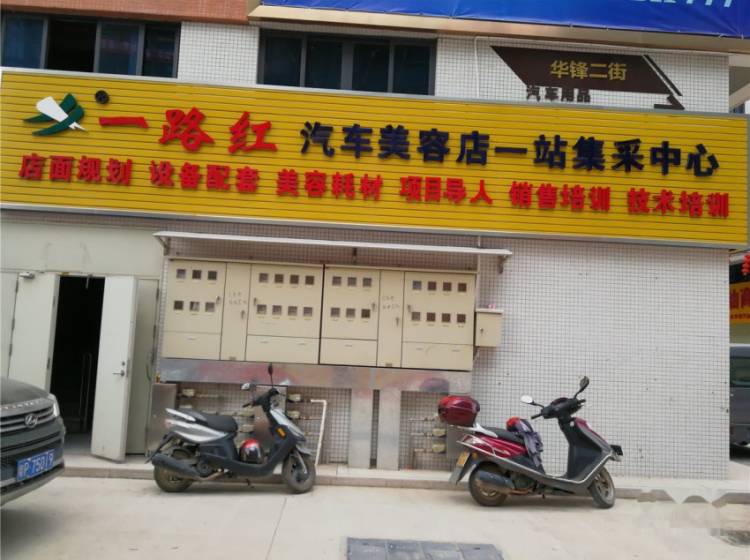 华锋二街
汽车用品
一路红 汽车美容店一站集采中心
店面规划 设备配套 美容耗材 项目导人 销售培训 技术培训